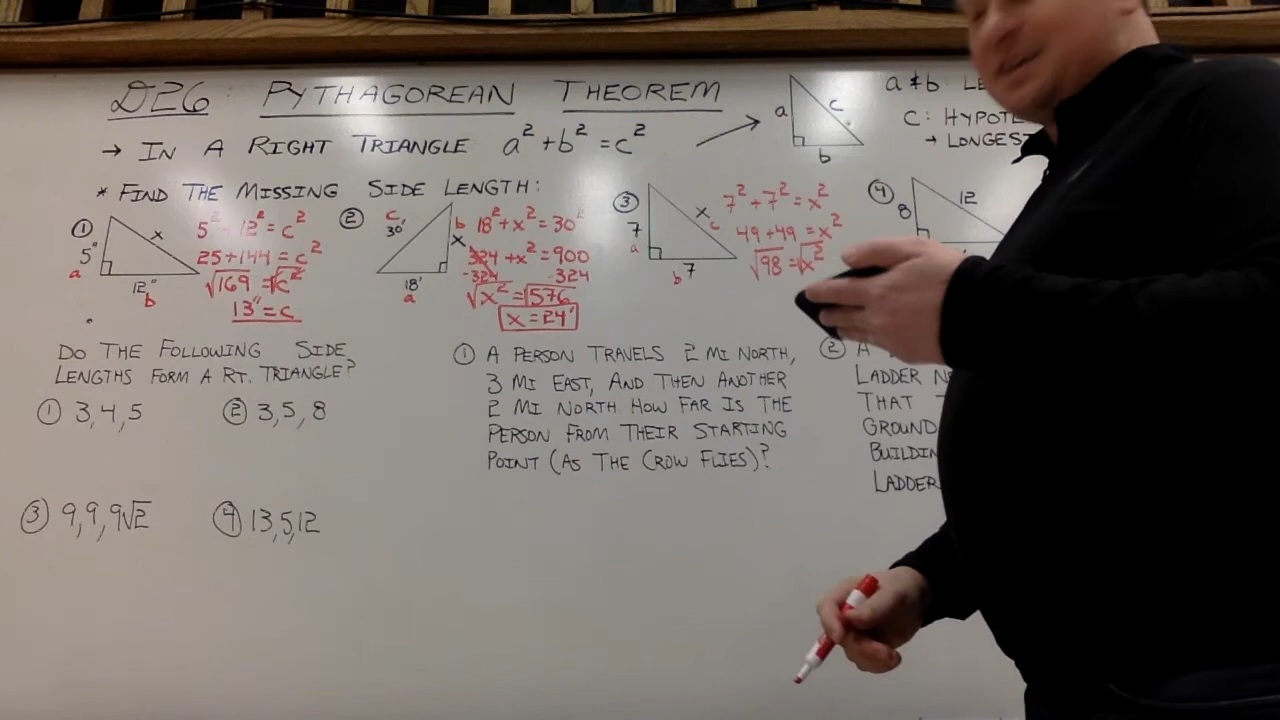 D26: PYTHAGOREAN THEOREM
→ IN A RIGHT TRIANGLE a² + b² = c²
a
c
b
a & b:
C:
→ LONGEST
* FIND THE MISSING SIDE LENGTH:
①
5"
a
x
12"
b
5² + 12² = c²
25 + 144 = c²
√169 = √c²
13" = c
②
c
30'
b
x
18'
a
18² + x² = 30²
324 + x² = 900
-324 -324
√x² = √576
x = 24'
③
7
a
x
c
b 7
7² + 7² = x²
49 + 49 = x²
√98 = √x²
④
8
12
DO THE FOLLOWING SIDE
LENGTHS FORM A RT. TRIANGLE?
① 3, 4, 5
② 3, 5, 8
③ 9, 9, 9√2
④ 13, 5, 12
① A PERSON TRAVELS 2 MI NORTH,
3 MI EAST, AND THEN ANOTHER
2 MI NORTH HOW FAR IS THE
PERSON FROM THEIR STARTING
POINT (AS THE CROW FLIES)?
② A
LADDER
THAT
GROUND
LADDER